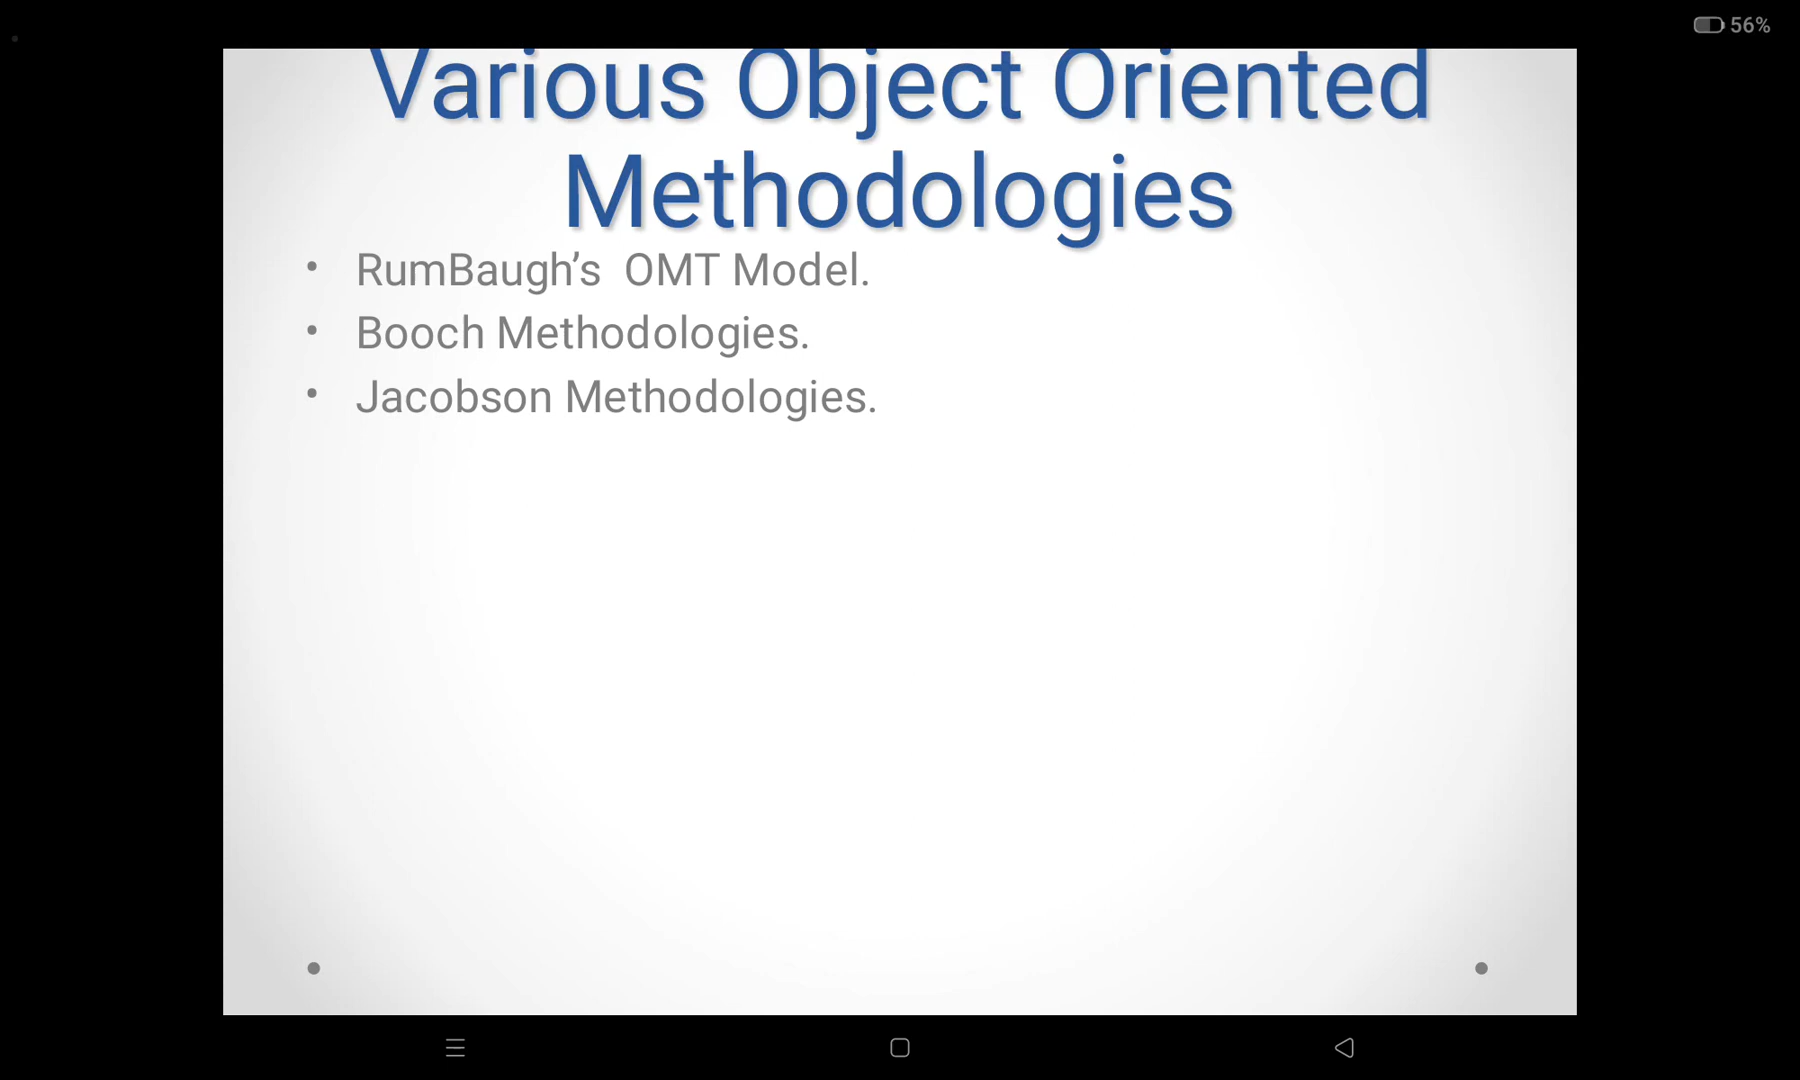 56%
Various Object Oriented
Methodologies
• RumBaugh’s  OMT Model.
• Booch Methodologies.
• Jacobson Methodologies.